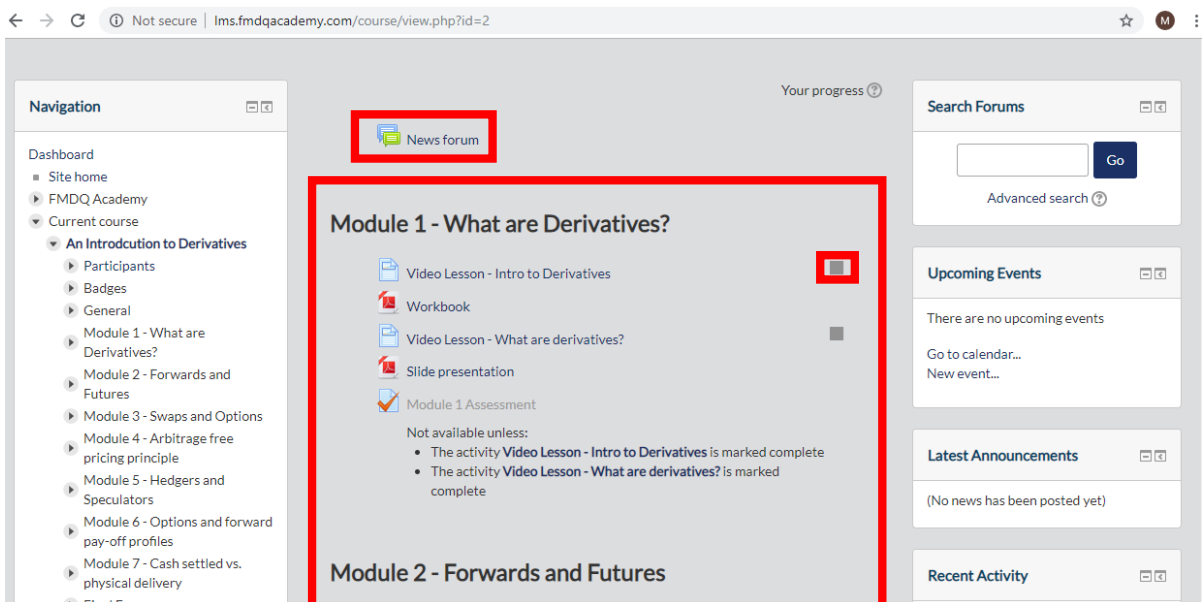 Not secure | lms.fmdqacademy.com/course/view.php?id=2
M
Navigation
Dashboard
Site home
FMDQ Academy
Current course
An Introdcution to Derivatives
Participants
Badges
General
Module 1 - What are
Derivatives?
Module 2 - Forwards and
Futures
Module 3 - Swaps and Options
Module 4 - Arbitrage free
pricing principle
Module 5 - Hedgers and
Speculators
Module 6 - Options and forward
pay-off profiles
Module 7 - Cash settled vs.
physical delivery
Your progress
News forum
Module 1 - What are Derivatives?
Video Lesson - Intro to Derivatives
Workbook
Video Lesson - What are derivatives?
Slide presentation
Module 1 Assessment
Not available unless:
• The activity Video Lesson - Intro to Derivatives is marked complete
• The activity Video Lesson - What are derivatives? is marked
complete
Module 2 - Forwards and Futures
Search Forums
Go
Advanced search
Upcoming Events
There are no upcoming events
Go to calendar...
New event...
Latest Announcements
(No news has been posted yet)
Recent Activity